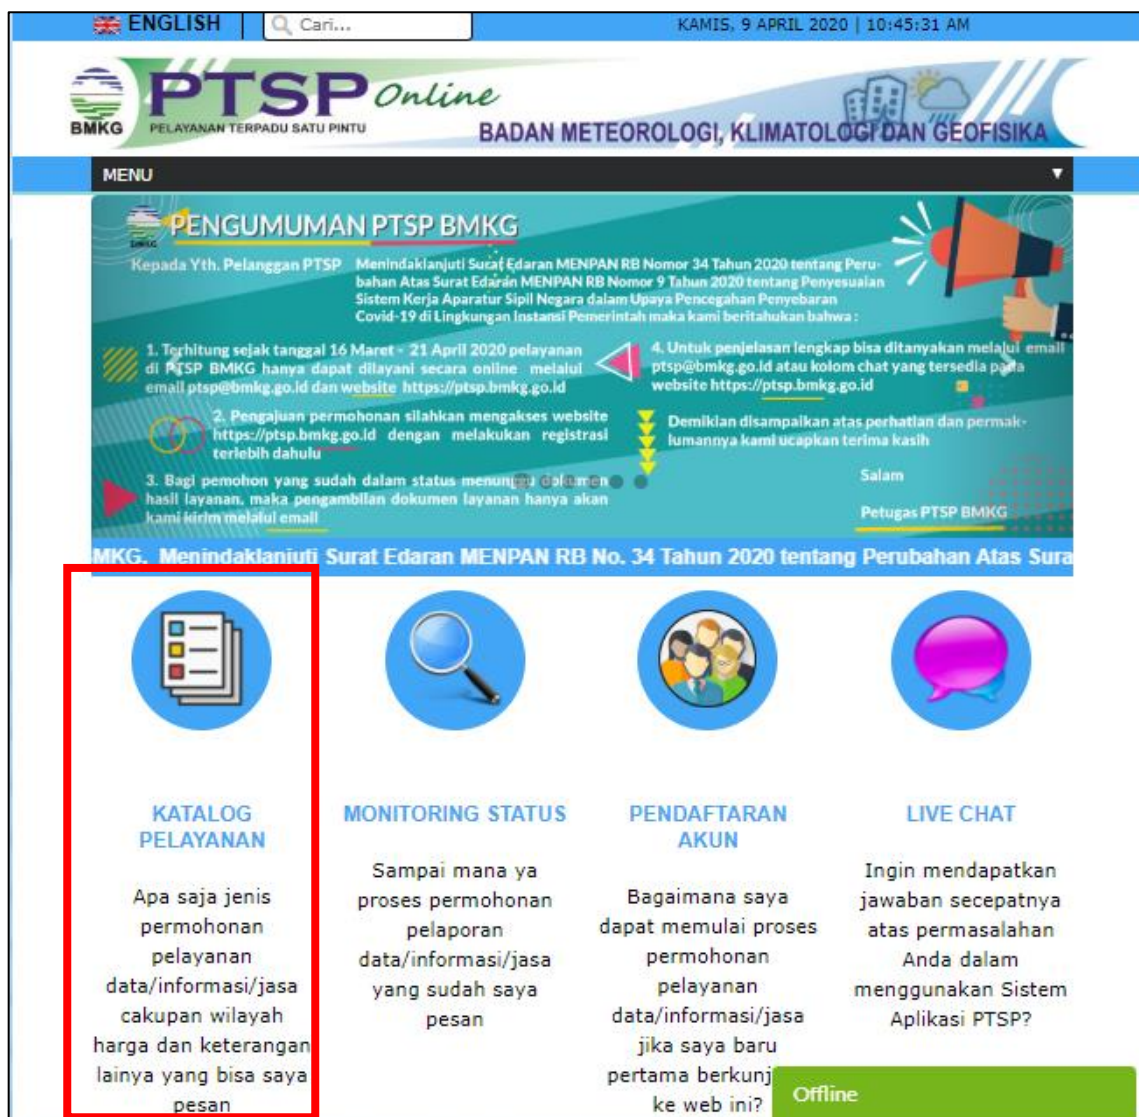 ENGLISH
Cari...
KAMIS, 9 APRIL 2020 | 10:45:31 AM
BMKG
PTSP Online
PELAYANAN TERPADU SATU PINTU
BADAN METEOROLOGI, KLIMATOLOGI DAN GEOFISIKA
MENU
BMKG
PENGUMUMAN PTSP BMKG
Kepada Yth. Pelanggan PTSP
Menindaklanjuti Surat Edaran MENPAN RB Nomor 34 Tahun 2020 tentang Peru-
bahan Atas Surat Edaran MENPAN RB Nomor 9 Tahun 2020 tentang Penyesuaian
Sistem Kerja Aparatur Sipil Negara dalam Upaya Pencegahan Penyebaran
Covid-19 di Lingkungan Instansi Pemerintah maka kami beritahukan bahwa :
1. Terhitung sejak tanggal 16 Maret - 21 April 2020 pelayanan
di PTSP BMKG hanya dapat dilayani secara online melalui
email ptsp@bmkg.go.id dan website https://ptsp.bmkg.go.id
2. Pengajuan permohonan silahkan mengakses website
https://ptsp.bmkg.go.id dengan melakukan registrasi
terlebih dahulu
3. Bagi pemohon yang sudah dalam status menunggu dokumen
hasil layanan, maka pengambilan dokumen layanan hanya akan
kami kirim melalui email
4. Untuk penjelasan lengkap bisa ditanyakan melalui email
ptsp@bmkg.go.id atau kolom chat yang tersedia pada
website https://ptsp.bmkg.go.id
Demikian disampaikan atas perhatian dan permak-
lumannya kami ucapkan terima kasih
Salam
Petugas PTSP BMKG
MKG. Menindaklanjuti Surat Edaran MENPAN RB No. 34 Tahun 2020 tentang Perubahan Atas Sura
KATALOG
PELAYANAN
Apa saja jenis
permohonan
pelayanan
data/informasi/jasa
cakupan wilayah
harga dan keterangan
lainya yang bisa saya
pesan
MONITORING STATUS
Sampai mana ya
proses permohonan
pelaporan
data/informasi/jasa
yang sudah saya
pesan
PENDAFTARAN
AKUN
Bagaimana saya
dapat memulai proses
permohonan
pelayanan
data/informasi/jasa
jika saya baru
pertama berkunj
ke web ini?
LIVE CHAT
Ingin mendapatkan
jawaban secepatnya
atas permasalahan
Anda dalam
menggunakan Sistem
Aplikasi PTSP?
Offline